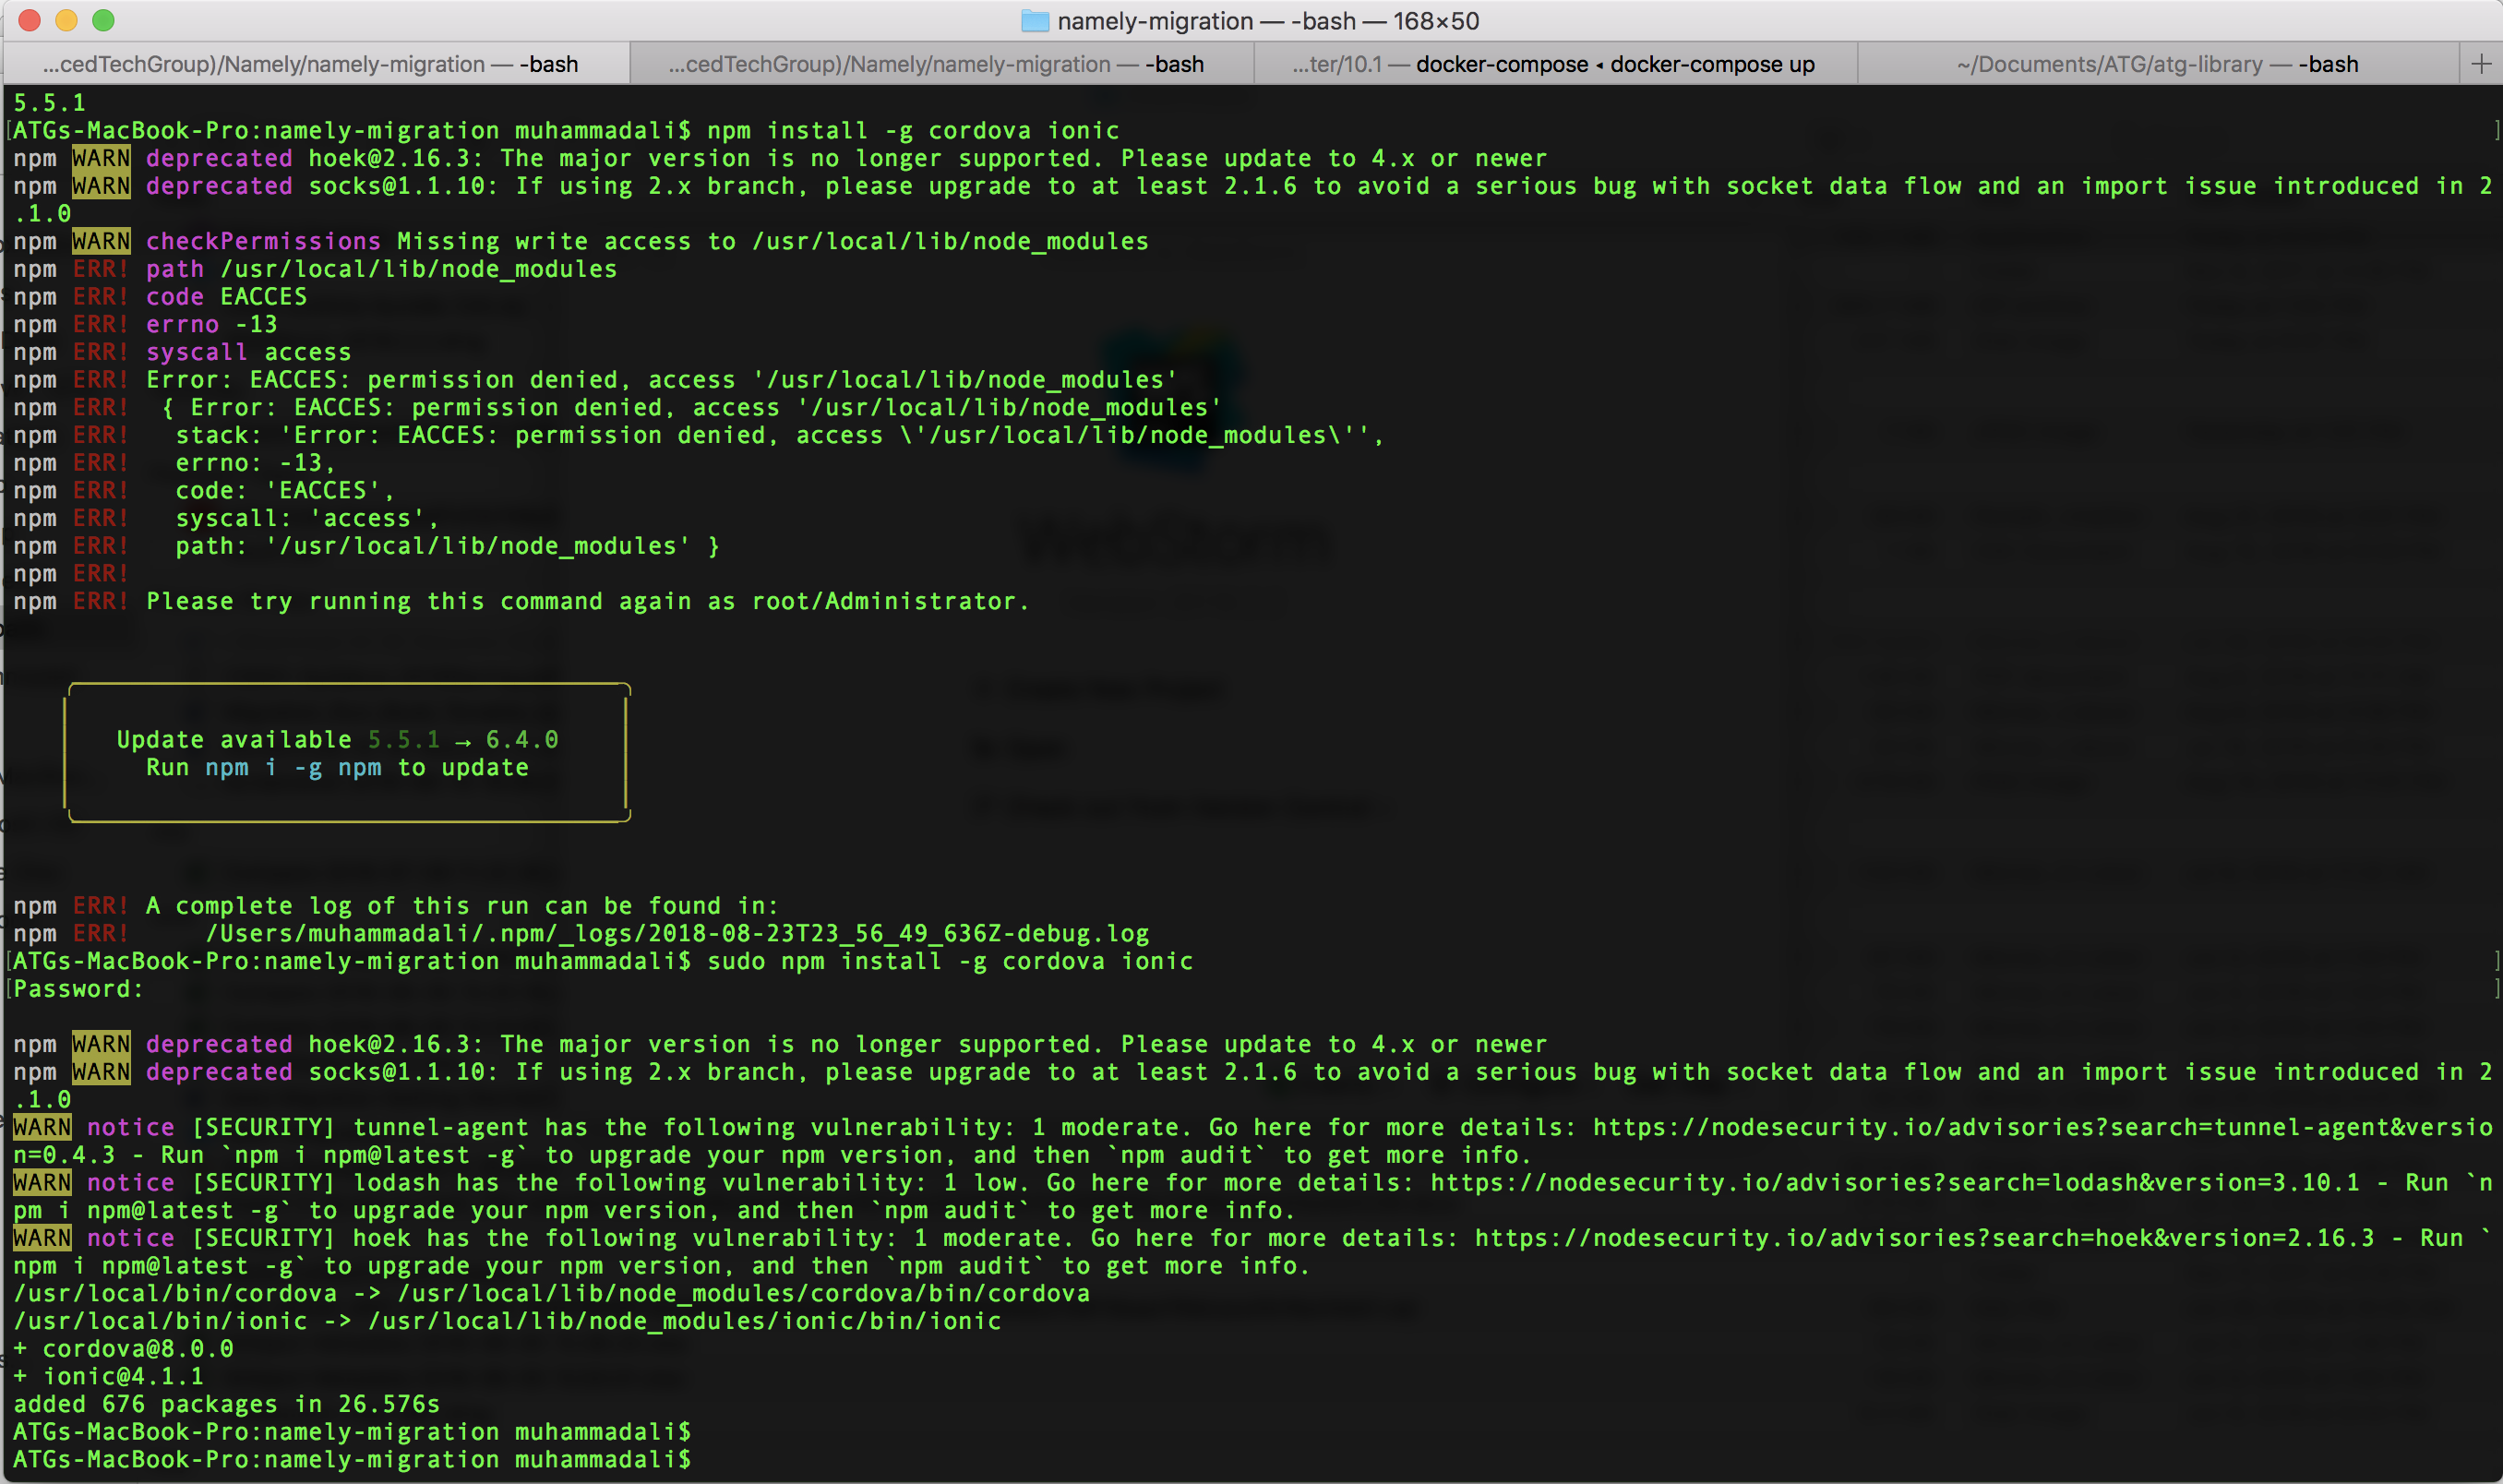 namely-migration — -bash — 168×50
...cedTechGroup)/Namely/namely-migration — -bash
...cedTechGroup)/Namely/namely-migration — -bash
...ter/10.1 — docker-compose ◂ docker-compose up
~/Documents/ATG/atg-library — -bash
5.5.1
[ATGs-MacBook-Pro:namely-migration muhammadali$ npm install -g cordova ionic ]
npm WARN deprecated hoek@2.16.3: The major version is no longer supported. Please update to 4.x or newer
npm WARN deprecated socks@1.1.10: If using 2.x branch, please upgrade to at least 2.1.6 to avoid a serious bug with socket data flow and an import issue introduced in 2
.1.0
npm WARN checkPermissions Missing write access to /usr/local/lib/node_modules
npm ERR! path /usr/local/lib/node_modules
npm ERR! code EACCES
npm ERR! errno -13
npm ERR! syscall access
npm ERR! Error: EACCES: permission denied, access '/usr/local/lib/node_modules'
npm ERR!  { Error: EACCES: permission denied, access '/usr/local/lib/node_modules'
npm ERR!   stack: 'Error: EACCES: permission denied, access \'/usr/local/lib/node_modules\'',
npm ERR!   errno: -13,
npm ERR!   code: 'EACCES',
npm ERR!   syscall: 'access',
npm ERR!   path: '/usr/local/lib/node_modules' }
npm ERR!
npm ERR! Please try running this command again as root/Administrator.
Update available 5.5.1 → 6.4.0
Run npm i -g npm to update
npm ERR! A complete log of this run can be found in:
npm ERR!     /Users/muhammadali/.npm/_logs/2018-08-23T23_56_49_636Z-debug.log
[ATGs-MacBook-Pro:namely-migration muhammadali$ sudo npm install -g cordova ionic ]
[Password: ]
npm WARN deprecated hoek@2.16.3: The major version is no longer supported. Please update to 4.x or newer
npm WARN deprecated socks@1.1.10: If using 2.x branch, please upgrade to at least 2.1.6 to avoid a serious bug with socket data flow and an import issue introduced in 2
.1.0
WARN notice [SECURITY] tunnel-agent has the following vulnerability: 1 moderate. Go here for more details: https://nodesecurity.io/advisories?search=tunnel-agent&versio
n=0.4.3 - Run `npm i npm@latest -g` to upgrade your npm version, and then `npm audit` to get more info.
WARN notice [SECURITY] lodash has the following vulnerability: 1 low. Go here for more details: https://nodesecurity.io/advisories?search=lodash&version=3.10.1 - Run `n
pm i npm@latest -g` to upgrade your npm version, and then `npm audit` to get more info.
WARN notice [SECURITY] hoek has the following vulnerability: 1 moderate. Go here for more details: https://nodesecurity.io/advisories?search=hoek&version=2.16.3 - Run `
npm i npm@latest -g` to upgrade your npm version, and then `npm audit` to get more info.
/usr/local/bin/cordova -> /usr/local/lib/node_modules/cordova/bin/cordova
/usr/local/bin/ionic -> /usr/local/lib/node_modules/ionic/bin/ionic
+ cordova@8.0.0
+ ionic@4.1.1
added 676 packages in 26.576s
ATGs-MacBook-Pro:namely-migration muhammadali$
ATGs-MacBook-Pro:namely-migration muhammadali$